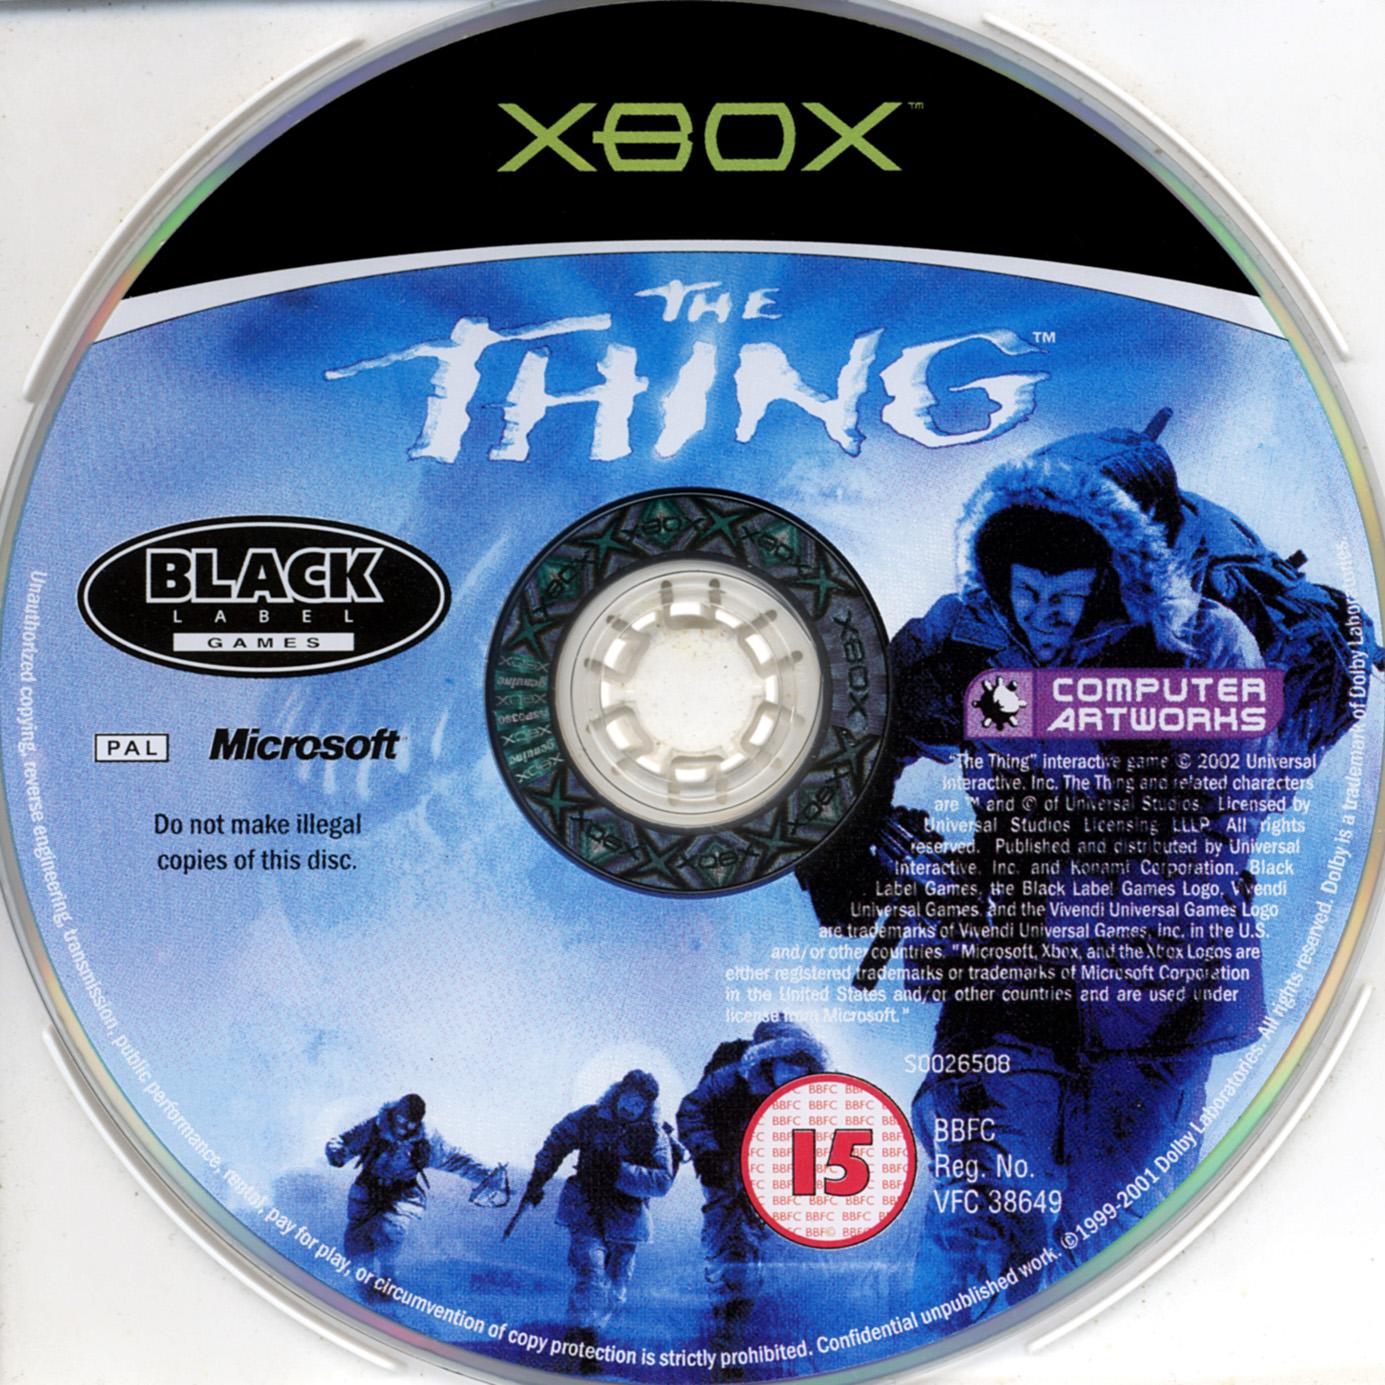 XBOX™
THE
THING™
BLACK
LABEL
GAMES
PAL
Microsoft
Do not make illegal
copies of this disc.
COMPUTER
ARTWORKS
"The Thing" interactive game © 2002 Universal
Interactive, Inc. The Thing and related characters
are ™ and © of Universal Studios. Licensed by
Universal Studios Licensing LLLP. All rights
reserved. Published and distributed by Universal
Interactive, Inc. and Konami Corporation. Black
Label Games, the Black Label Games Logo, Vivendi
Universal Games, and the Vivendi Universal Games Logo
are trademarks of Vivendi Universal Games, Inc. in the U.S.
and/or other countries. "Microsoft, Xbox, and the Xbox Logos are
either registered trademarks or trademarks of Microsoft Corporation
in the United States and/or other countries and are used under
license from Microsoft."
S0026508
15
BBFC
Reg. No.
VFC 38649
Unauthorized copying, reverse engineering, transmission, public performance, rental, pay for play, or circumvention of copy protection is strictly prohibited. Confidential unpublished work. ©1999-2001 Dolby Laboratories. All rights reserved. Dolby is a trademark of Dolby Laboratories.